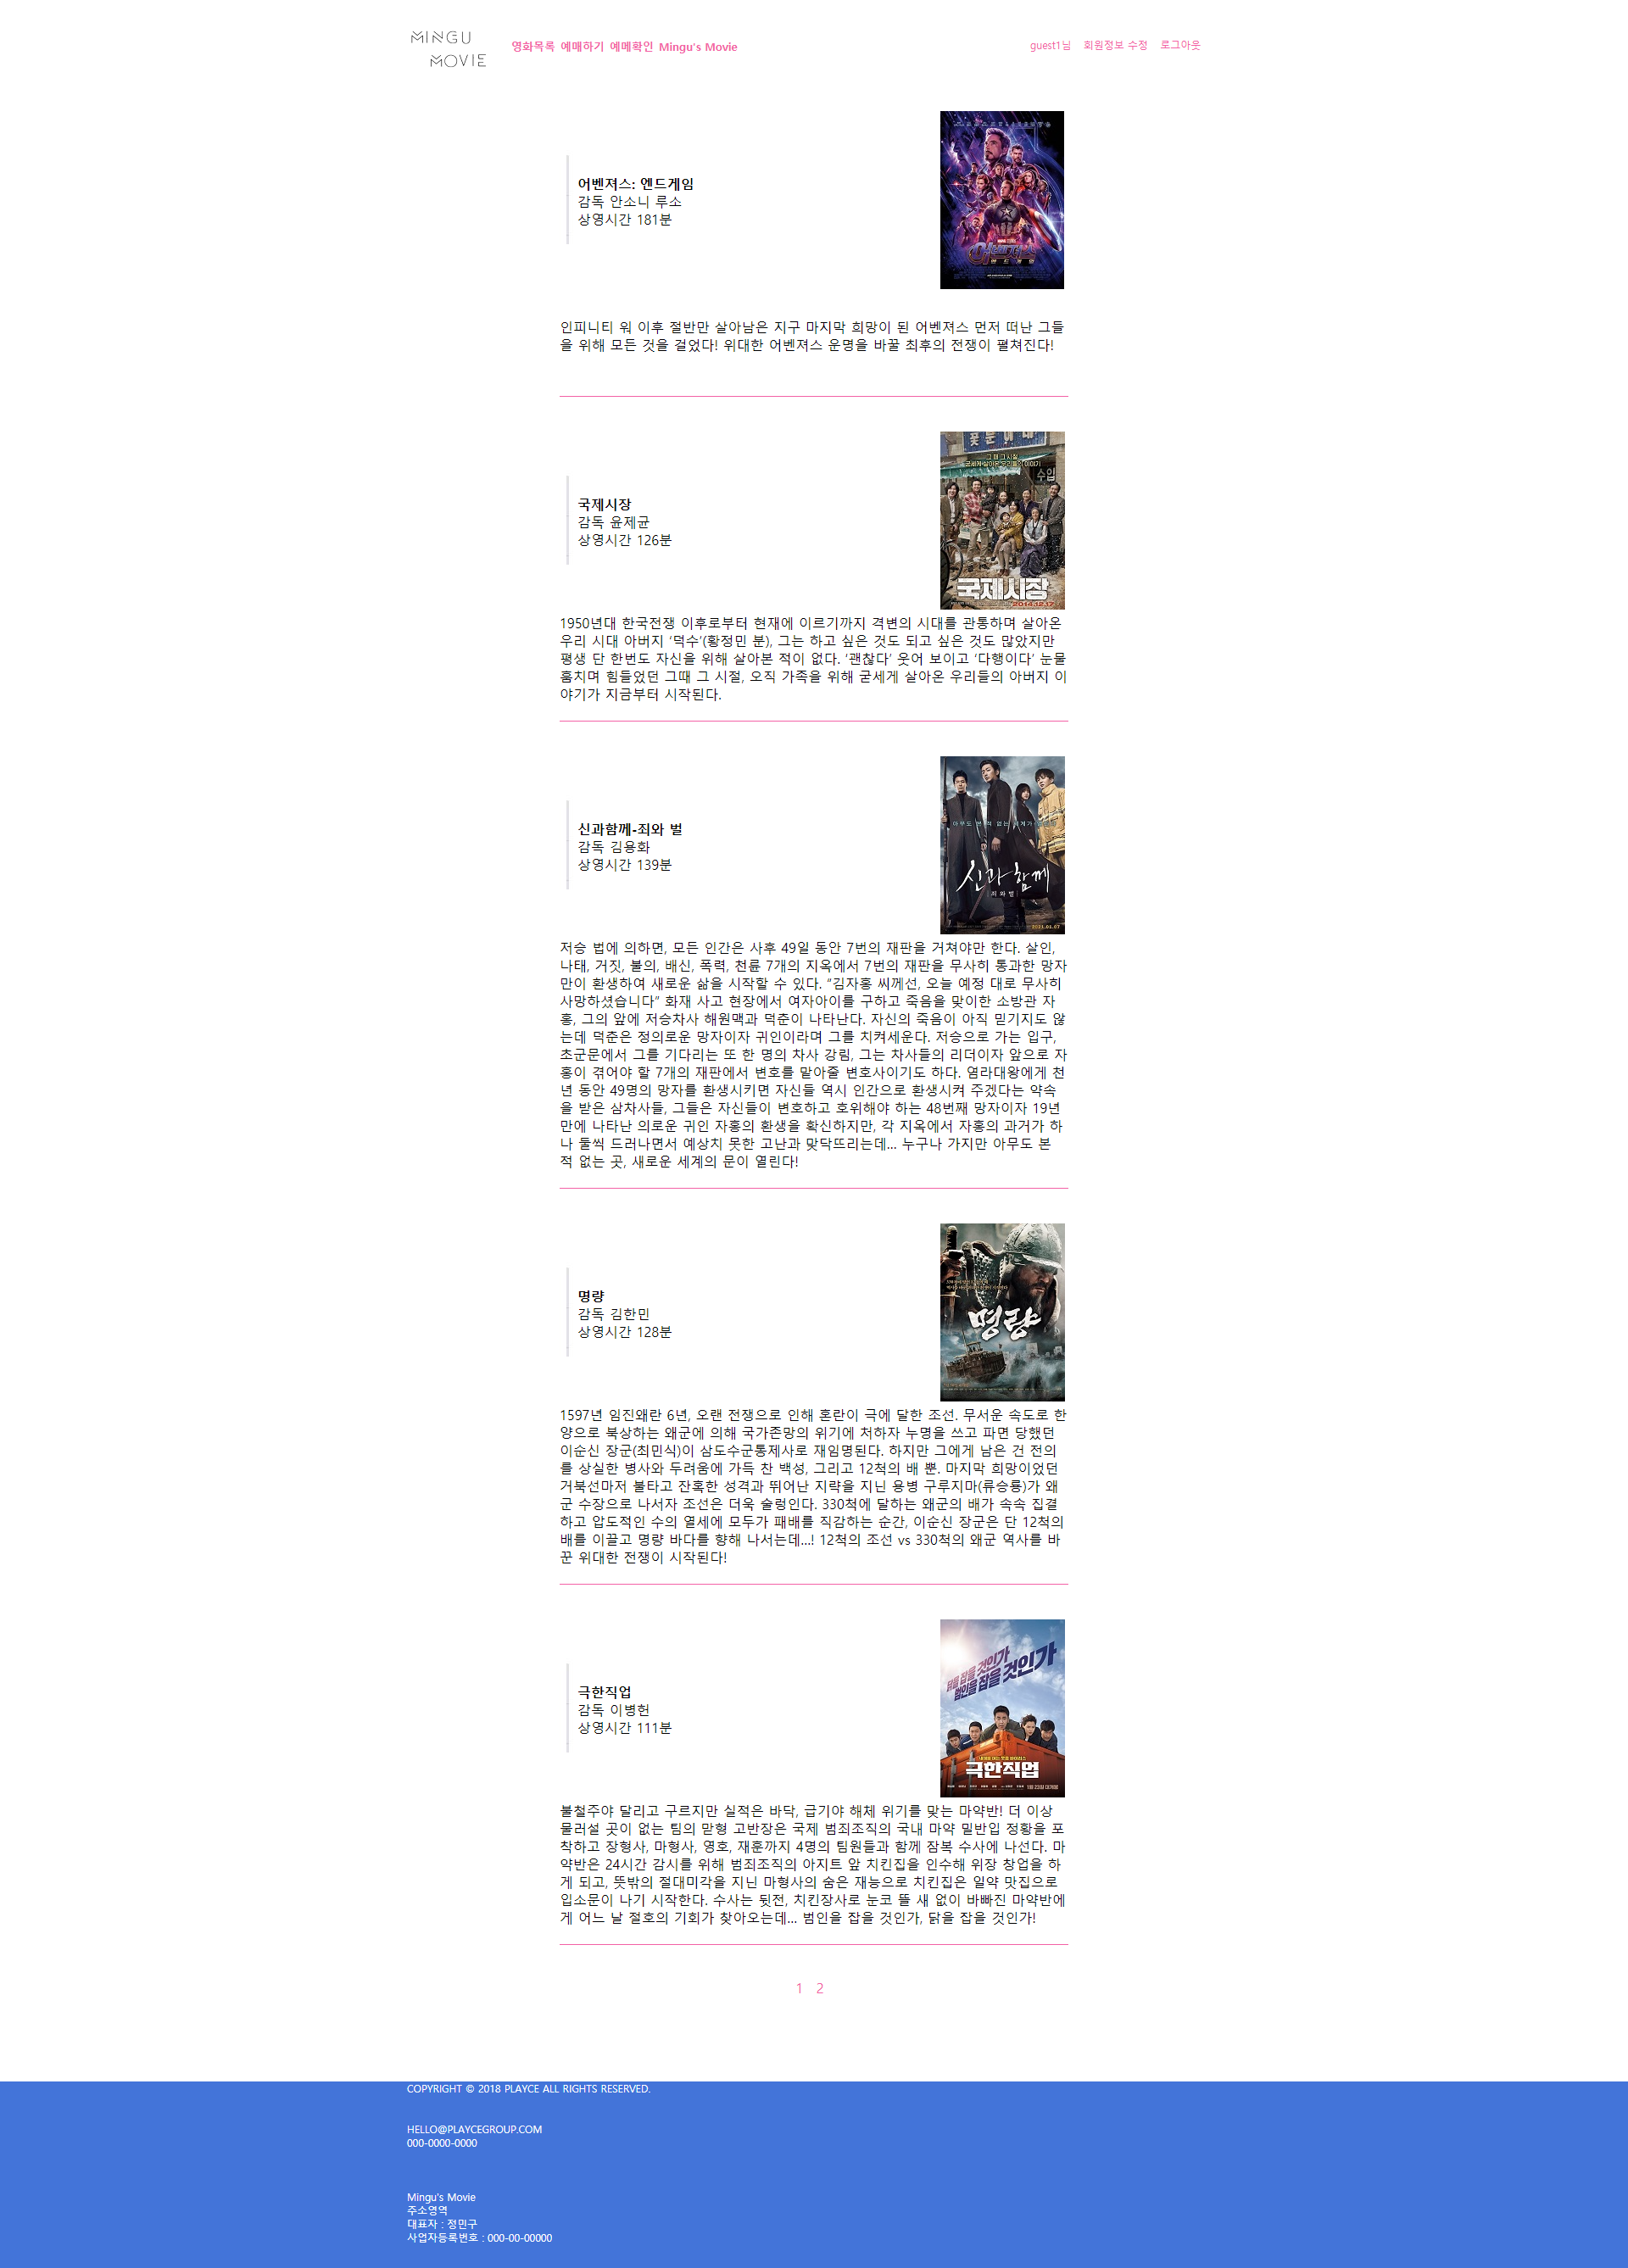 MINGU
MOVIE
영화목록 예매하기 예메확인 Mingu's Movie
guest1님 회원정보 수정 로그아웃
어벤져스: 엔드게임
감독 안소니 루소
상영시간 181분
어벤져스
엔드게임
인피니티 워 이후 절반만 살아남은 지구 마지막 희망이 된 어벤져스 먼저 떠난 그들
을 위해 모든 것을 걸었다! 위대한 어벤져스 운명을 바꿀 최후의 전쟁이 펼쳐진다!
그 때 그 시절,
굳세게 살아온 우리들의 이야기
수입
국제시장
2014.12.17
국제시장
감독 윤제균
상영시간 126분
1950년대 한국전쟁 이후로부터 현재에 이르기까지 격변의 시대를 관통하며 살아온
우리 시대 아버지 ‘덕수’(황정민 분), 그는 하고 싶은 것도 되고 싶은 것도 많았지만
평생 단 한번도 자신을 위해 살아본 적이 없다. ‘괜찮다’ 웃어 보이고 ‘다행이다’ 눈물
훔치며 힘들었던 그때 그 시절, 오직 가족을 위해 굳세게 살아온 우리들의 아버지 이
야기가 지금부터 시작된다.
신과함께-죄와 벌
감독 김용화
상영시간 139분
신과함께
죄와 벌
저승 법에 의하면, 모든 인간은 사후 49일 동안 7번의 재판을 거쳐야만 한다. 살인,
나태, 거짓, 불의, 배신, 폭력, 천륜 7개의 지옥에서 7번의 재판을 무사히 통과한 망자
만이 환생하여 새로운 삶을 시작할 수 있다. “김자홍 씨께선, 오늘 예정 대로 무사히
사망하셨습니다” 화재 사고 현장에서 여자아이를 구하고 죽음을 맞이한 소방관 자
홍, 그의 앞에 저승차사 해원맥과 덕춘이 나타난다. 자신의 죽음이 아직 믿기지도 않
는데 덕춘은 정의로운 망자이자 귀인이라며 그를 치켜세운다. 저승으로 가는 입구,
초군문에서 그를 기다리는 또 한 명의 차사 강림, 그는 차사들의 리더이자 앞으로 자
홍이 겪어야 할 7개의 재판에서 변호를 맡아줄 변호사이기도 하다. 염라대왕에게 천
년 동안 49명의 망자를 환생시키면 자신들 역시 인간으로 환생시켜 주겠다는 약속
을 받은 삼차사들, 그들은 자신들이 변호하고 호위해야 하는 48번째 망자이자 19년
만에 나타난 의로운 귀인 자홍의 환생을 확신하지만, 각 지옥에서 자홍의 과거가 하
나 둘씩 드러나면서 예상치 못한 고난과 맞닥뜨리는데... 누구나 가지만 아무도 본
적 없는 곳, 새로운 세계의 문이 열린다!
명량
감독 김한민
상영시간 128분
명량
1597년 임진왜란 6년, 오랜 전쟁으로 인해 혼란이 극에 달한 조선. 무서운 속도로 한
양으로 북상하는 왜군에 의해 국가존망의 위기에 처하자 누명을 쓰고 파면 당했던
이순신 장군(최민식)이 삼도수군통제사로 재임명된다. 하지만 그에게 남은 건 전의
를 상실한 병사와 두려움에 가득 찬 백성, 그리고 12척의 배 뿐. 마지막 희망이었던
거북선마저 불타고 잔혹한 성격과 뛰어난 지략을 지닌 용병 구루지마(류승룡)가 왜
군 수장으로 나서자 조선은 더욱 술렁인다. 330척에 달하는 왜군의 배가 속속 집결
하고 압도적인 수의 열세에 모두가 패배를 직감하는 순간, 이순신 장군은 단 12척의
배를 이끌고 명량 바다를 향해 나서는데...! 12척의 조선 vs 330척의 왜군 역사를 바
꾼 위대한 전쟁이 시작된다!
극한직업
감독 이병헌
상영시간 111분
닭을 잡을 것인가
범인을 잡을 것인가
극한직업
불철주야 달리고 구르지만 실적은 바닥, 급기야 해체 위기를 맞는 마약반! 더 이상
물러설 곳이 없는 팀의 맏형 고반장은 국제 범죄조직의 국내 마약 밀반입 정황을 포
착하고 장형사, 마형사, 영호, 재훈까지 4명의 팀원들과 함께 잠복 수사에 나선다. 마
약반은 24시간 감시를 위해 범죄조직의 아지트 앞 치킨집을 인수해 위장 창업을 하
게 되고, 뜻밖의 절대미각을 지닌 마형사의 숨은 재능으로 치킨집은 일약 맛집으로
입소문이 나기 시작한다. 수사는 뒷전, 치킨장사로 눈코 뜰 새 없이 바빠진 마약반에
게 어느 날 절호의 기회가 찾아오는데... 범인을 잡을 것인가, 닭을 잡을 것인가!
1 2
COPYRIGHT © 2018 PLAYCE ALL RIGHTS RESERVED.
HELLO@PLAYCEGROUP.COM
000-0000-0000
Mingu's Movie
주소영역
대표자 : 정민구
사업자등록번호 : 000-00-00000